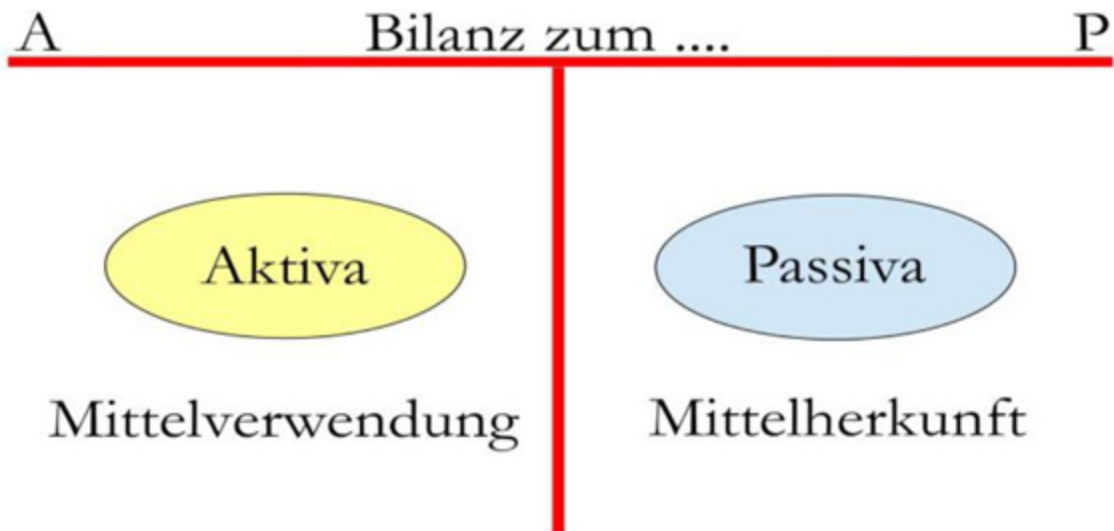 A Bilanz zum .... P
Aktiva Passiva
Mittelverwendung Mittelherkunft